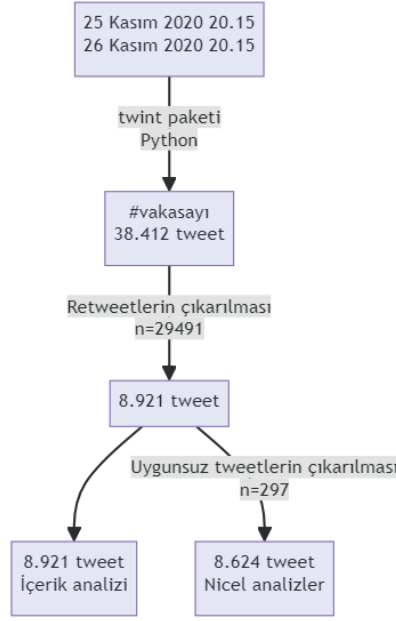 25 Kasım 2020 20.15
26 Kasım 2020 20.15
twint paketi
Python
#vakasayı
38.412 tweet
Retweetlerin çıkarılması
n=29491
8.921 tweet
Uygunsuz tweetlerin çıkarılması
n=297
8.921 tweet
İçerik analizi
8.624 tweet
Nicel analizler